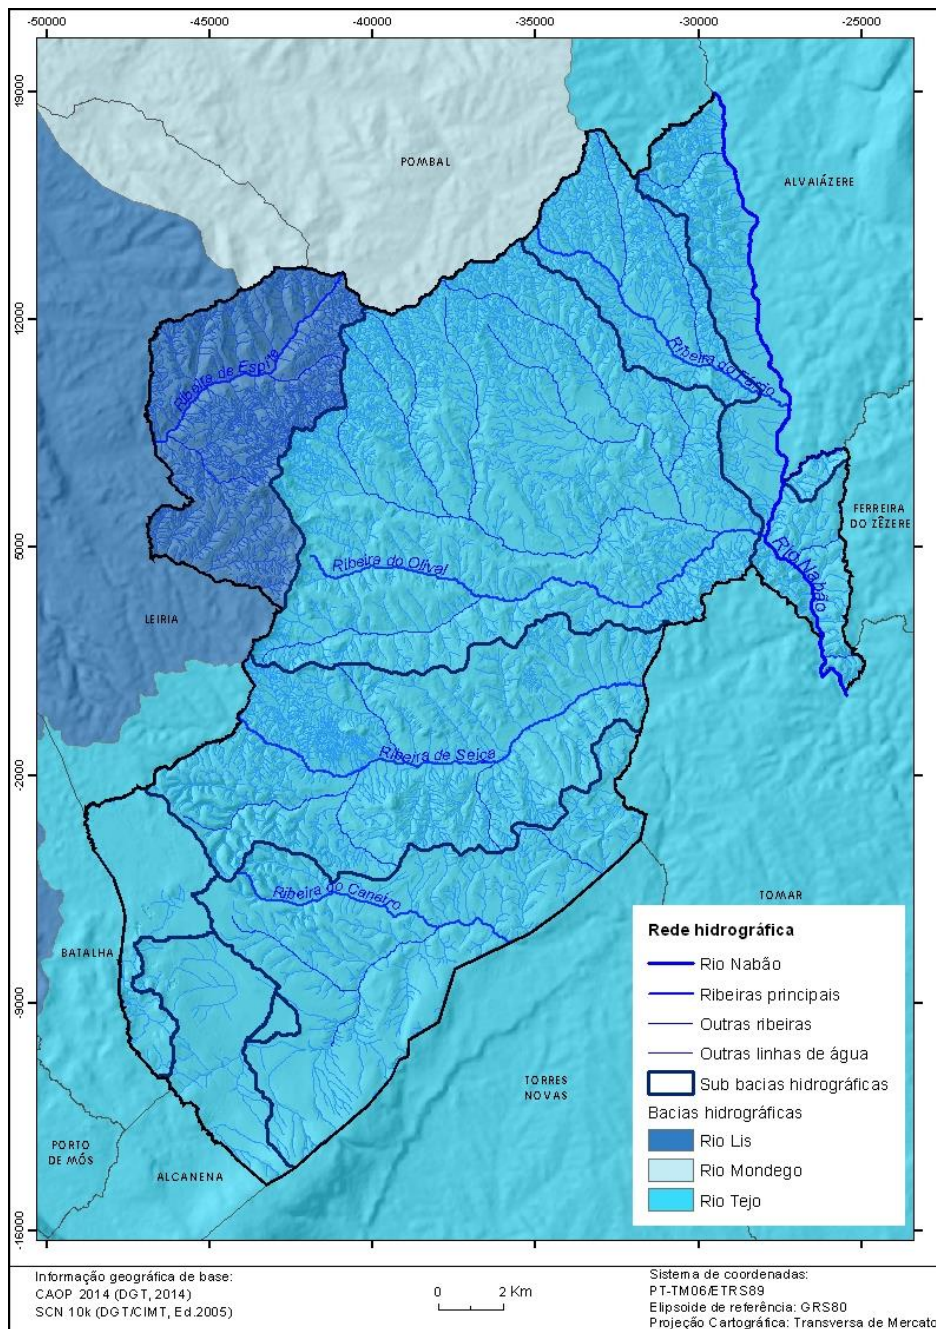 -50000
-45000
-40000
-35000
-30000
-25000
19000
12000
5000
-2000
-9000
-16000
POMBAL
ALVAIÁZERE
Ribeira de Espite
Ribeira do Fárrio
FERREIRA
DO ZÊZERE
Rio Nabão
Ribeira do Olival
LEIRIA
Ribeira de Seiça
Ribeira do Caneiro
TOMAR
BATALHA
TORRES
NOVAS
PORTO
DE MÓS
ALCANENA
Rede hidrográfica
Rio Nabão
Ribeiras principais
Outras ribeiras
Outras linhas de água
Sub bacias hidrográficas
Bacias hidrográficas
Rio Lis
Rio Mondego
Rio Tejo
Informação geográfica de base:
CAOP 2014 (DGT, 2014)
SCN 10k (DGT/CIMT, Ed.2005)
0 2 Km
Sistema de coordenadas:
PT-TM06/ETRS89
Elipsoide de referência: GRS80
Projeção Cartográfica: Transversa de Mercato